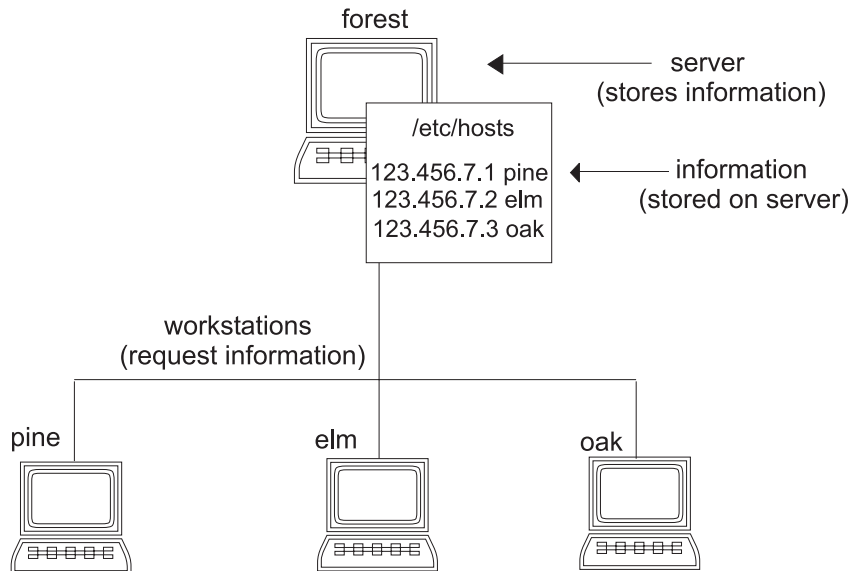 forest
server
(stores information)
/etc/hosts
123.456.7.1 pine
123.456.7.2 elm
123.456.7.3 oak
information
(stored on server)
workstations
(request information)
pine
elm
oak